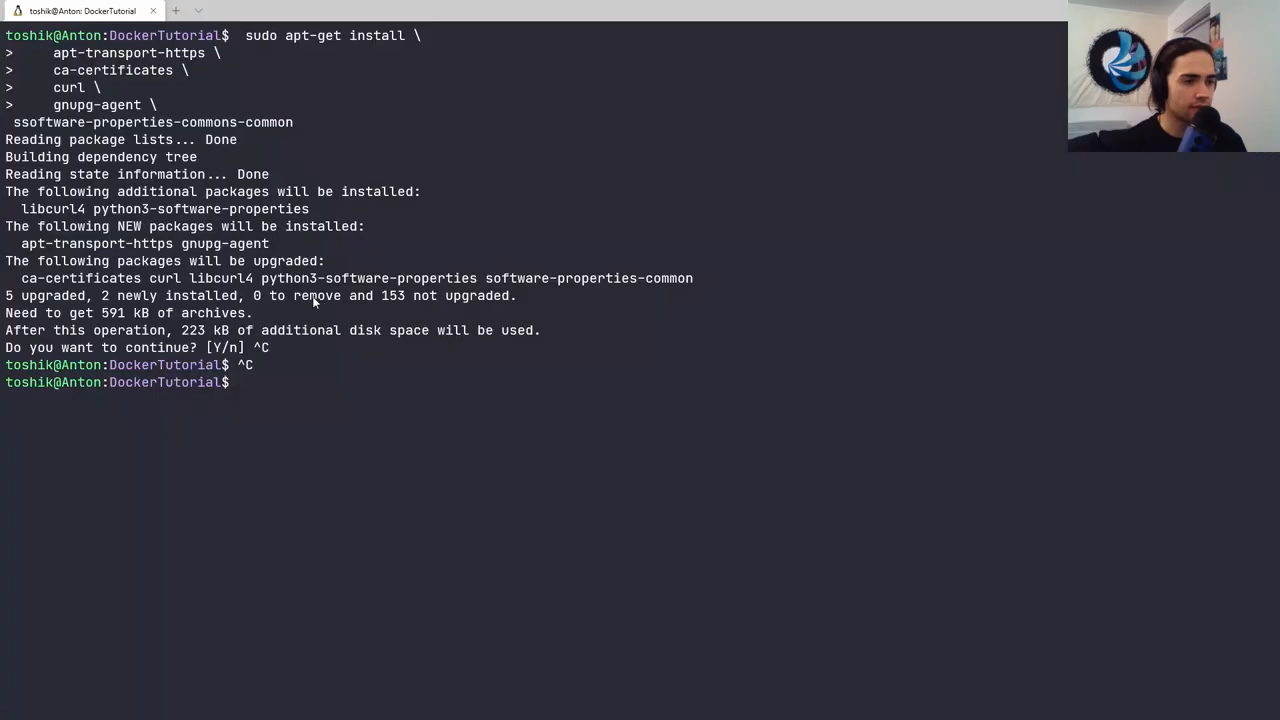 toshik@Anton: DockerTutorial
toshik@Anton:DockerTutorial$  sudo apt-get install \
>     apt-transport-https \
>     ca-certificates \
>     curl \
>     gnupg-agent \
 ssoftware-properties-commons-common
Reading package lists... Done
Building dependency tree
Reading state information... Done
The following additional packages will be installed:
  libcurl4 python3-software-properties
The following NEW packages will be installed:
  apt-transport-https gnupg-agent
The following packages will be upgraded:
  ca-certificates curl libcurl4 python3-software-properties software-properties-common
5 upgraded, 2 newly installed, 0 to remove and 153 not upgraded.
Need to get 591 kB of archives.
After this operation, 223 kB of additional disk space will be used.
Do you want to continue? [Y/n] ^C
toshik@Anton:DockerTutorial$ ^C
toshik@Anton:DockerTutorial$